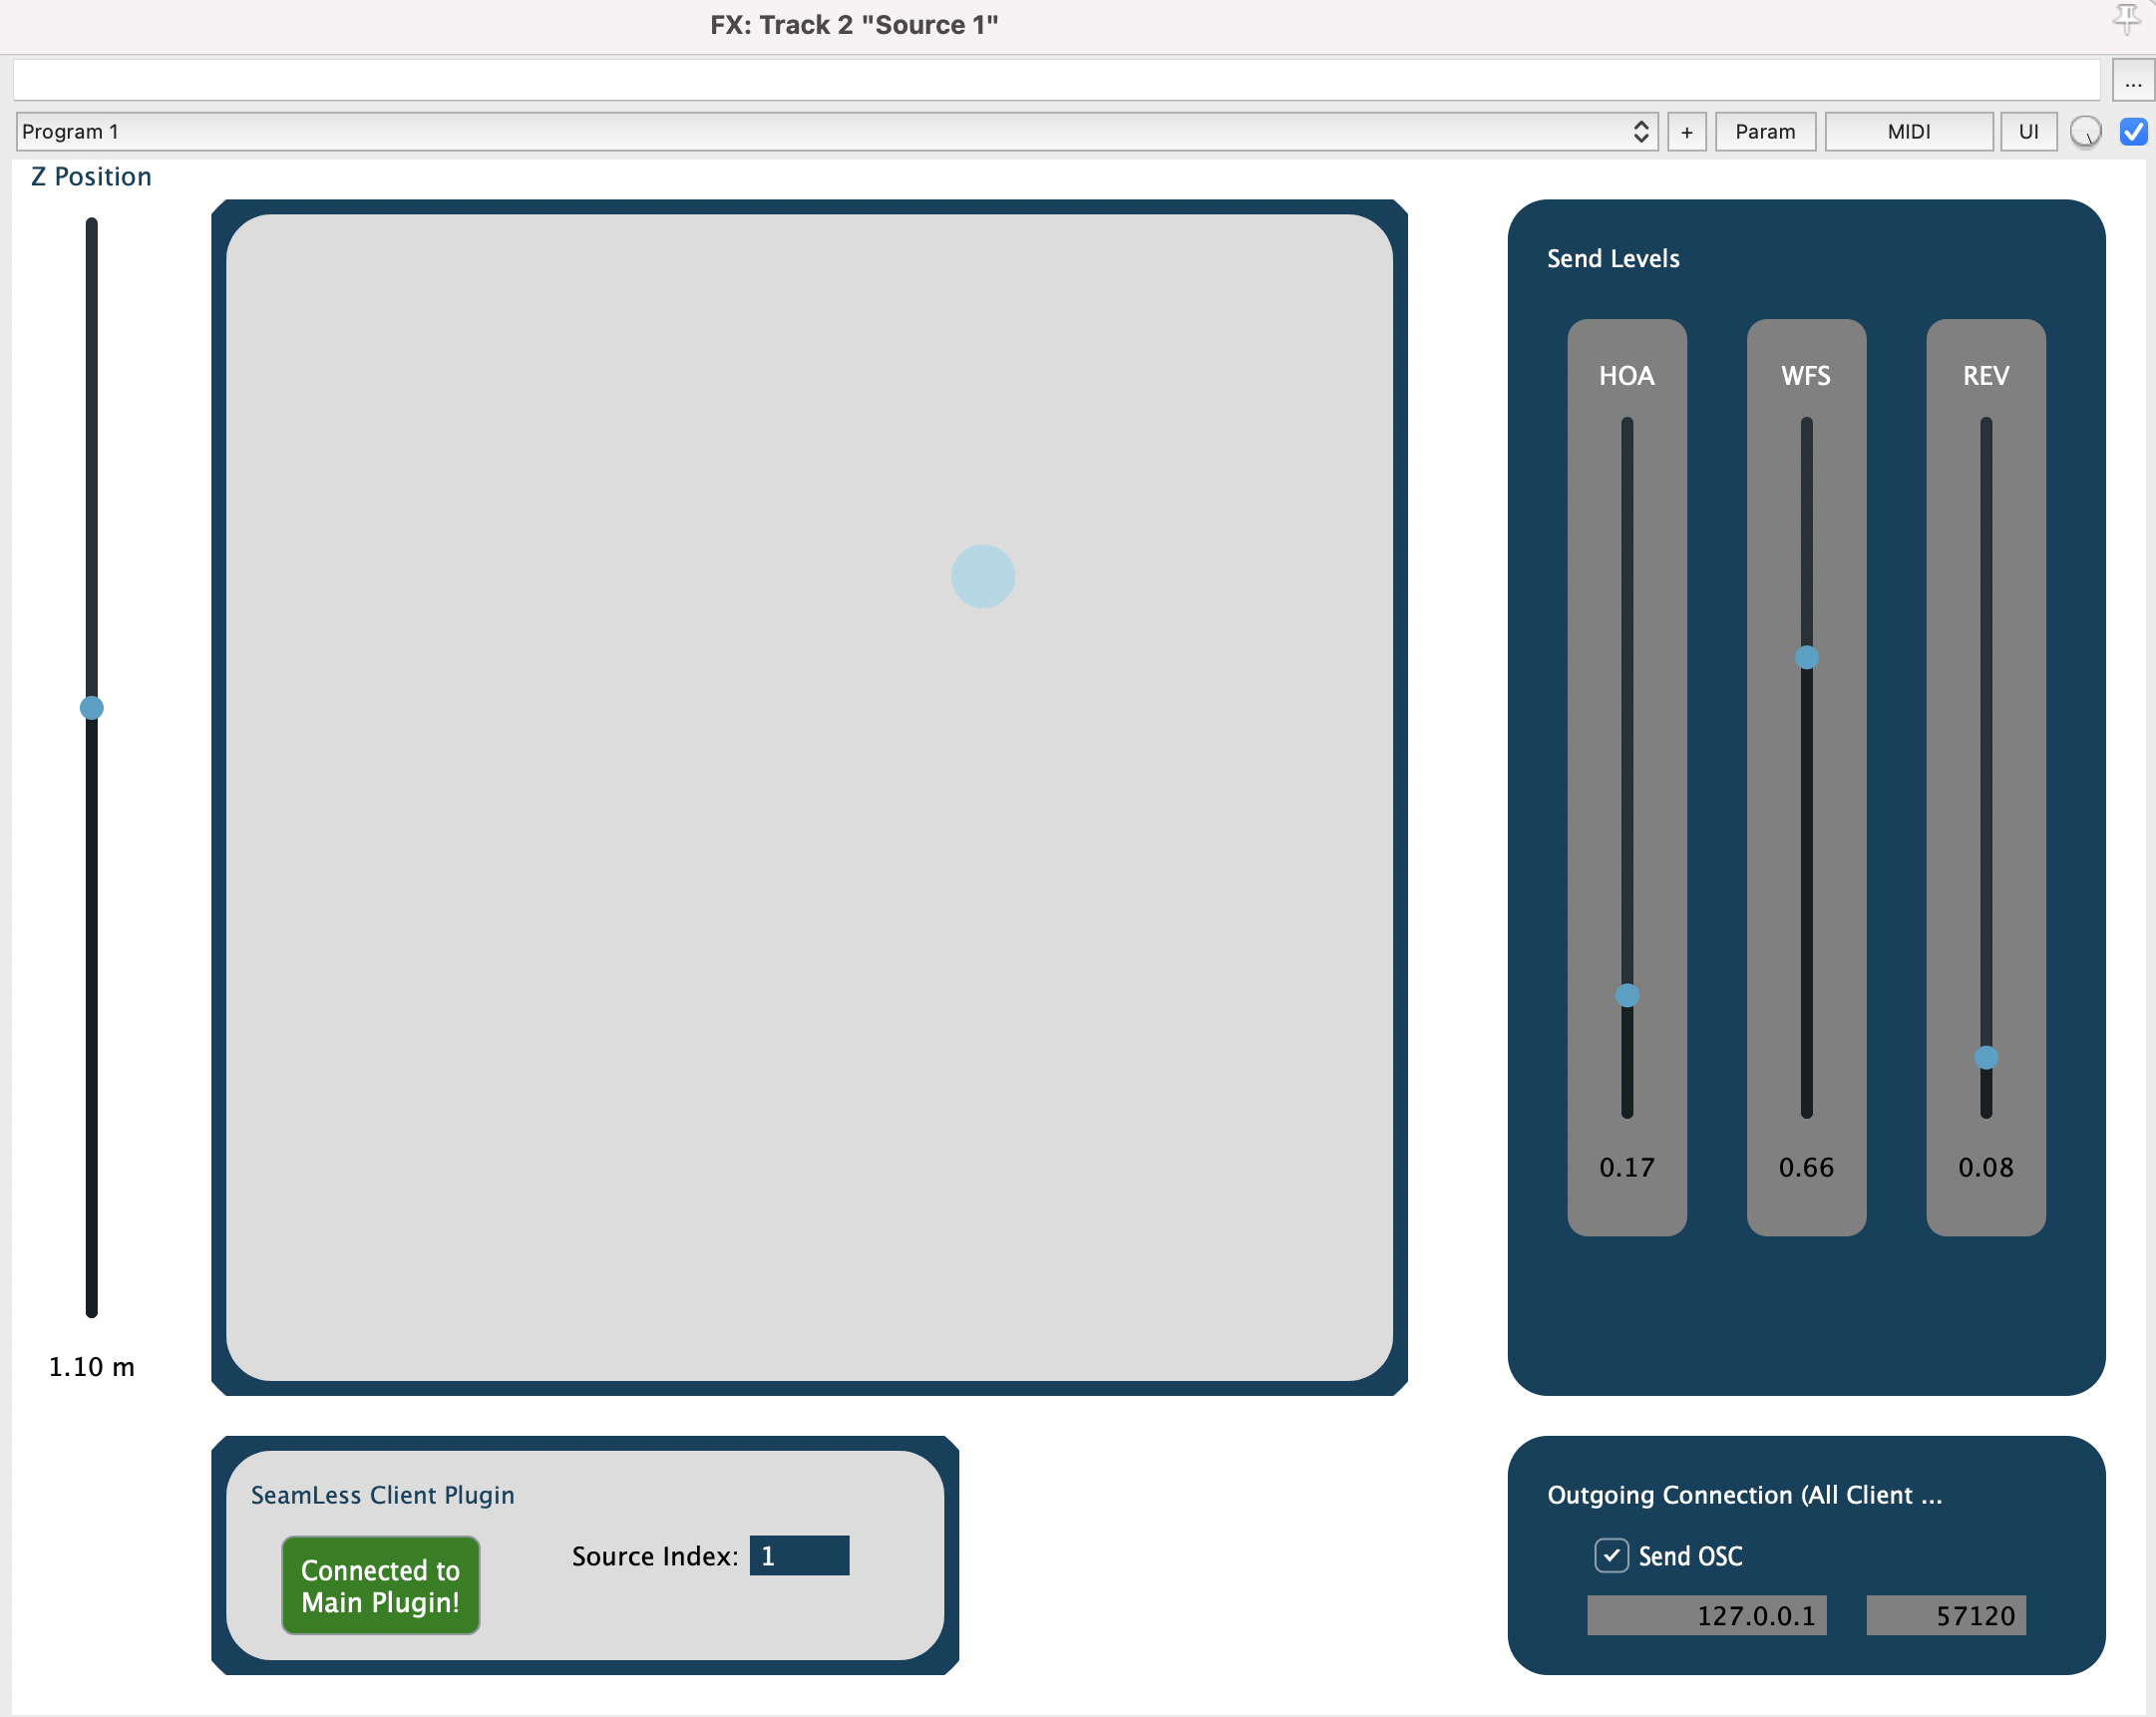 FX: Track 2 "Source 1"
...
Program 1
+
Param
MIDI
UI
Z Position
1.10 m
Send Levels
HOA
WFS
REV
0.17
0.66
0.08
SeamLess Client Plugin
Connected to
Main Plugin!
Source Index: 1
Outgoing Connection (All Client ...
Send OSC
127.0.0.1
57120